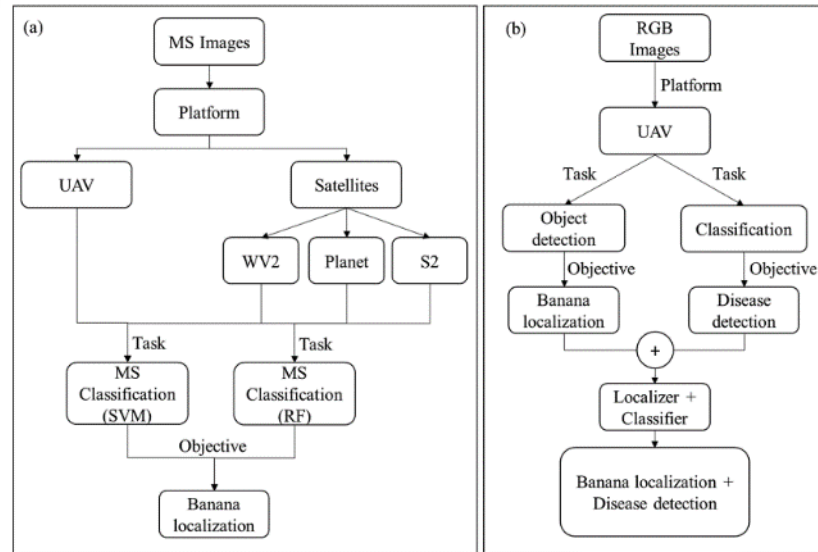 (a)
MS Images
Platform
UAV
Satellites
WV2
Planet
S2
Task
Task
MS
Classification
(SVM)
MS
Classification
(RF)
Objective
Banana
localization
(b)
RGB
Images
Platform
UAV
Task
Task
Object
detection
Classification
Objective
Objective
Banana
localization
Disease
detection
+
Localizer +
Classifier
Banana localization +
Disease detection